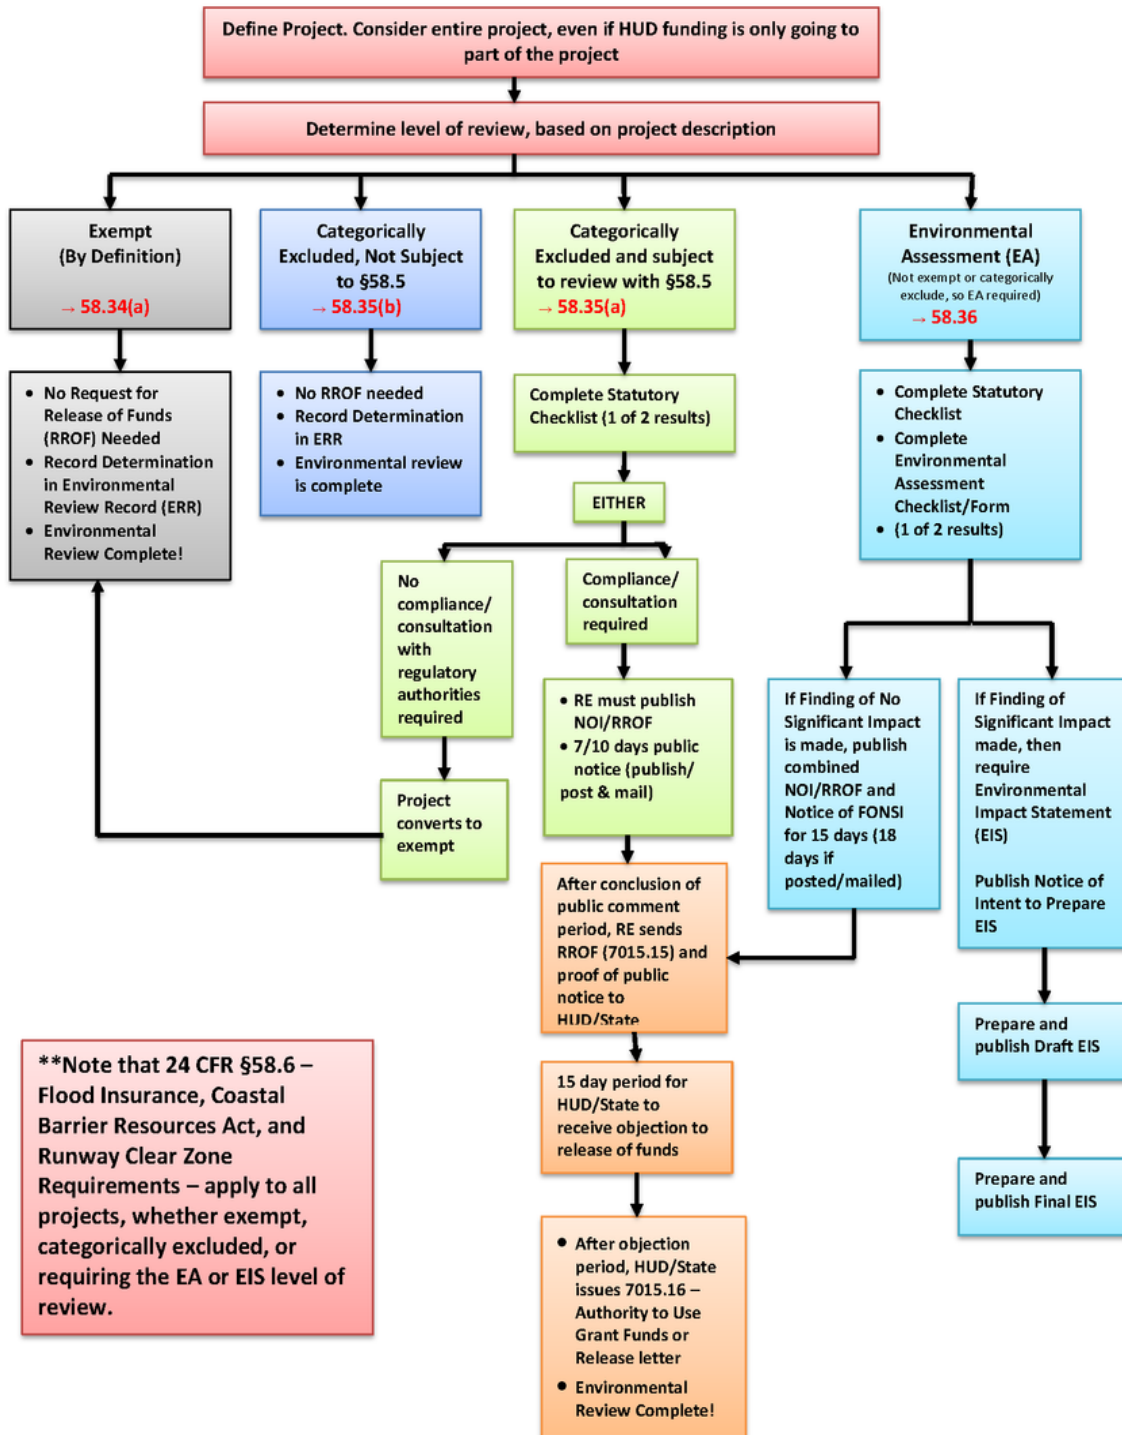 Define Project. Consider entire project, even if HUD funding is only going to
part of the project
Determine level of review, based on project description
Exempt
(By Definition)
→ 58.34(a)
Categorically
Excluded, Not Subject
to §58.5
→ 58.35(b)
Categorically
Excluded and subject
to review with §58.5
→ 58.35(a)
Environmental
Assessment (EA)
(Not exempt or categorically
exclude, so EA required)
→ 58.36
• No Request for
Release of Funds
(RROF) Needed
• Record Determination
in Environmental
Review Record (ERR)
• Environmental
Review Complete!
• No RROF needed
• Record Determination
in ERR
• Environmental review
is complete
Complete Statutory
Checklist (1 of 2 results)
• Complete Statutory
Checklist
• Complete
Environmental
Assessment
Checklist/Form
• (1 of 2 results)
EITHER
No
compliance/
consultation
with
regulatory
authorities
required
Compliance/
consultation
required
Project
converts to
exempt
• RE must publish
NOI/RROF
• 7/10 days public
notice (publish/
post & mail)
If Finding of No
Significant Impact
is made, publish
combined
NOI/RROF and
Notice of FONSI
for 15 days (18
days if
posted/mailed)
If Finding of
Significant Impact
made, then
require
Environmental
Impact Statement
(EIS)
Publish Notice of
Intent to Prepare
EIS
After conclusion of
public comment
period, RE sends
RROF (7015.15) and
proof of public
notice to
HUD/State
Prepare and
publish Draft EIS
15 day period for
HUD/State to
receive objection to
release of funds
Prepare and
publish Final EIS
• After objection
period, HUD/State
issues 7015.16 –
Authority to Use
Grant Funds or
Release letter
• Environmental
Review Complete!
**Note that 24 CFR §58.6 –
Flood Insurance, Coastal
Barrier Resources Act, and
Runway Clear Zone
Requirements – apply to all
projects, whether exempt,
categorically excluded, or
requiring the EA or EIS level of
review.